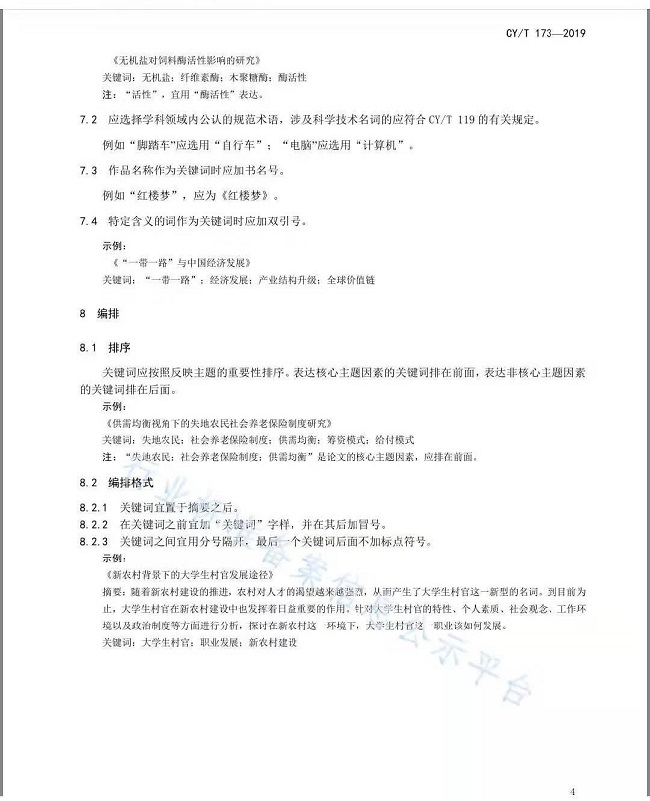 CY/T 173—2019
《无机盐对饲料酶活性影响的研究》
关键词：无机盐；纤维素酶；木聚糖酶；酶活性
注：“活性”，宜用“酶活性”表达。
7.2 应选择学科领域内公认的规范术语，涉及科学技术名词的应符合 CY/T 119 的有关规定。
例如“脚踏车”应选用“自行车”；“电脑”应选用“计算机”。
7.3 作品名称作为关键词时应加书名号。
例如“红楼梦”，应为《红楼梦》。
7.4 特定含义的词作为关键词时应加双引号。
示例：
《“一带一路”与中国经济发展》
关键词：“一带一路”；经济发展；产业结构升级；全球价值链
8 编排
8.1 排序
关键词应按照反映主题的重要性排序。表达核心主题因素的关键词排在前面，表达非核心主题因素
的关键词排在后面。
示例：
《供需均衡视角下的失地农民社会养老保险制度研究》
关键词：失地农民；社会养老保险制度；供需均衡；筹资模式；给付模式
注：“失地农民；社会养老保险制度；供需均衡”是论文的核心主题因素，应排在前面。
8.2 编排格式
8.2.1 关键词宜置于摘要之后。
8.2.2 在关键词之前宜加“关键词”字样，并在其后加冒号。
8.2.3 关键词之间宜用分号隔开，最后一个关键词后面不加标点符号。
示例：
《新农村背景下的大学生村官发展途径》
摘要：随着新农村建设的推进，农村对人才的渴望越来越强烈，从而产生了大学生村官这一新型的名词。到目前为
止，大学生村官在新农村建设中也发挥着日益重要的作用。针对大学生村官的特性、个人素质、社会观念、工作环
境以及政治制度等方面进行分析，探讨在新农村这一环境下，大学生村官这一职业该如何发展。
关键词：大学生村官；职业发展；新农村建设
行业标准备案信息公示平台
4